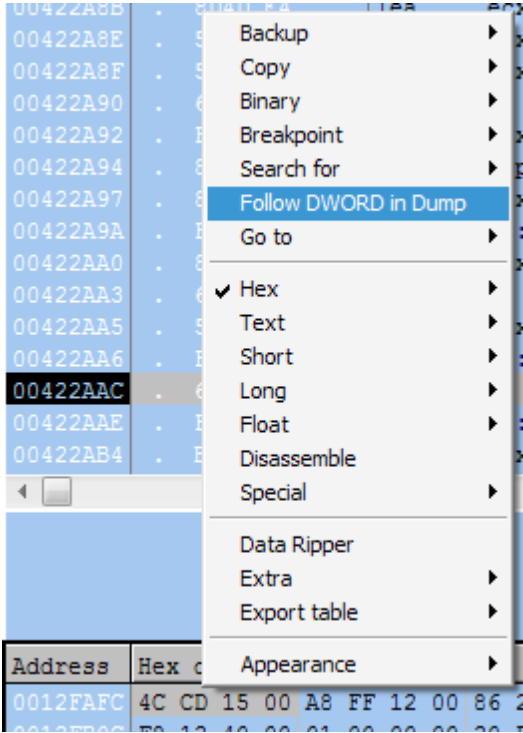 00422A8B
00422A8E .
00422A8F .
00422A90 .
00422A92 .
00422A94 .
00422A97 .
00422A9A .
00422AA0 .
00422AA3 .
00422AA5 .
00422AA6 .
00422AAC .
00422AAE .
00422AB4 .
Backup
Copy
Binary
Breakpoint
Search for
Follow DWORD in Dump
Go to
Hex
Text
Short
Long
Float
Disassemble
Special
Data Ripper
Extra
Export table
Appearance
Address Hex
0012FAFC 4C CD 15 00 A8 FF 12 00 86